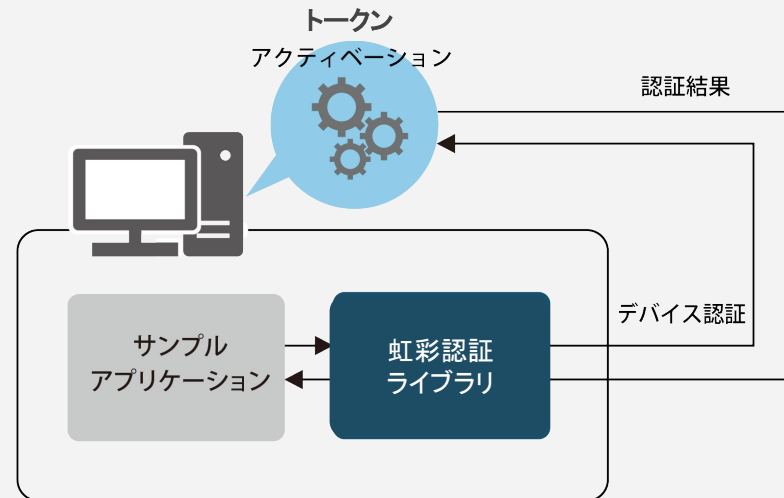 トークン
アクティベーション
認証結果
デバイス認証
サンプル
アプリケーション
虹彩認証
ライブラリ